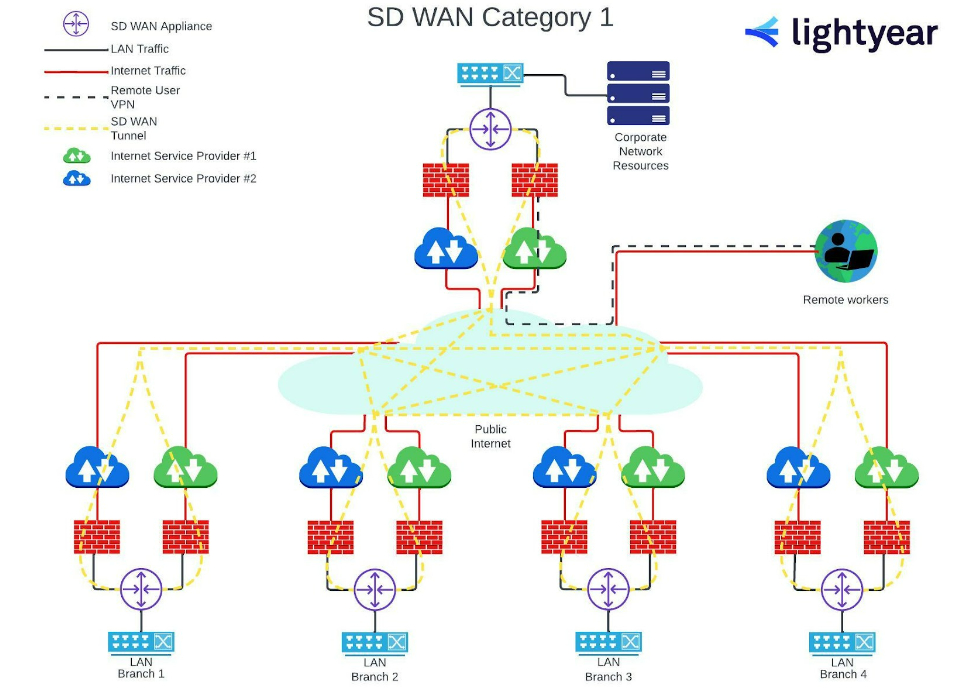 SD WAN Category 1
lightyear
SD WAN Appliance
LAN Traffic
Internet Traffic
Remote User
VPN
SD WAN
Tunnel
Internet Service Provider #1
Internet Service Provider #2
Corporate
Network
Resources
Remote workers
Public
Internet
LAN
Branch 1
LAN
Branch 2
LAN
Branch 3
LAN
Branch 4